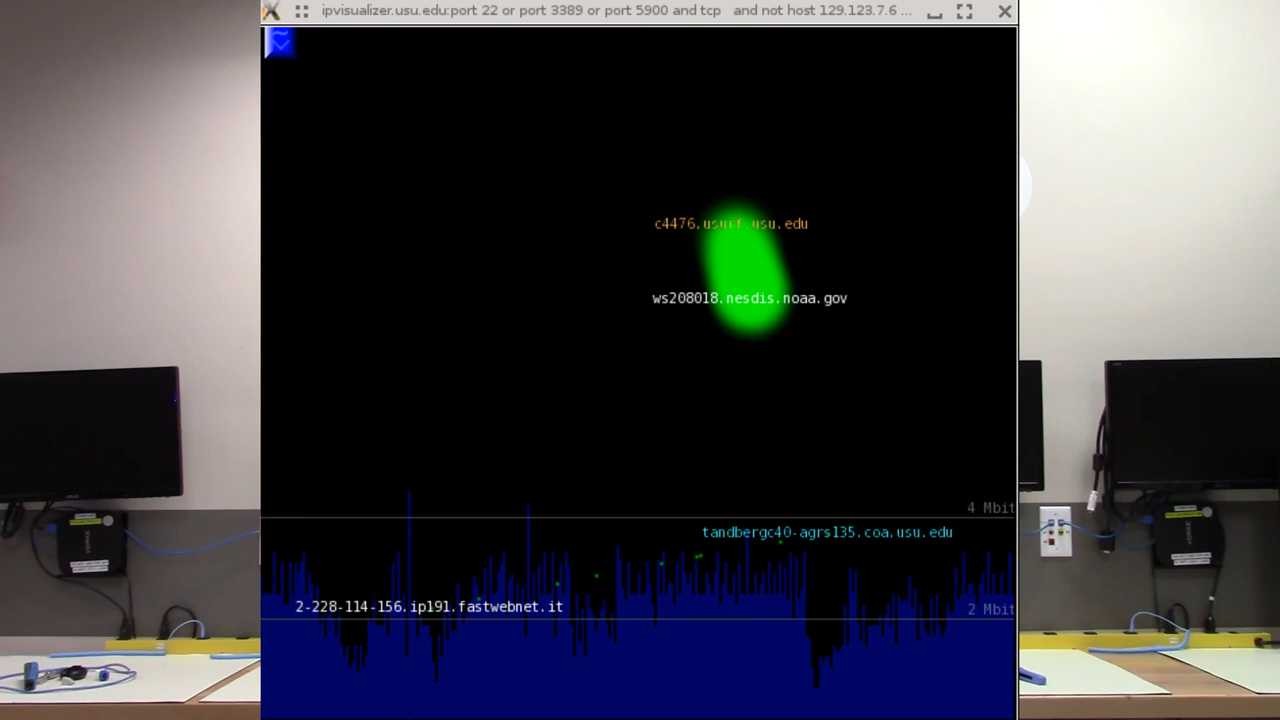 ipvisualizer.usu.edu:port 22 or port 3389 or port 5900 and tcp and not host 129.123.7.6 ...
c4476.usurf.usu.edu
ws208018.nesdis.noaa.gov
4 Mbit
tandbergc40-agrs135.coa.usu.edu
2-228-114-156.ip191.fastwebnet.it
2 Mbit